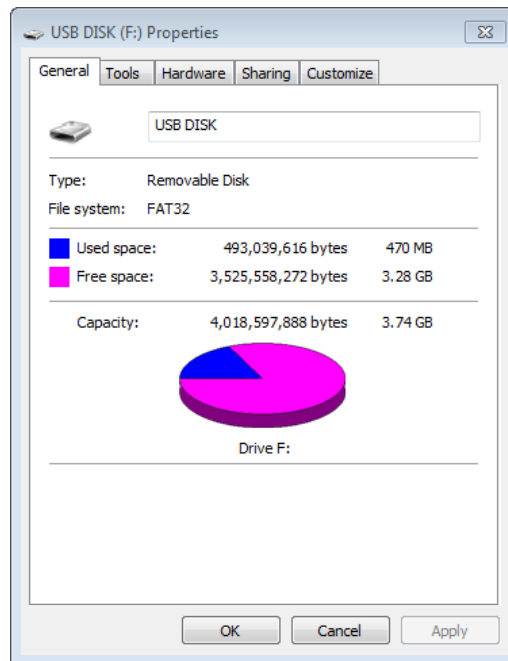 USB DISK (F:) Properties
General Tools Hardware Sharing Customize
USB DISK
Type: Removable Disk
File system: FAT32
Used space: 493,039,616 bytes 470 MB
Free space: 3,525,558,272 bytes 3.28 GB
Capacity: 4,018,597,888 bytes 3.74 GB
Drive F:
OK Cancel Apply